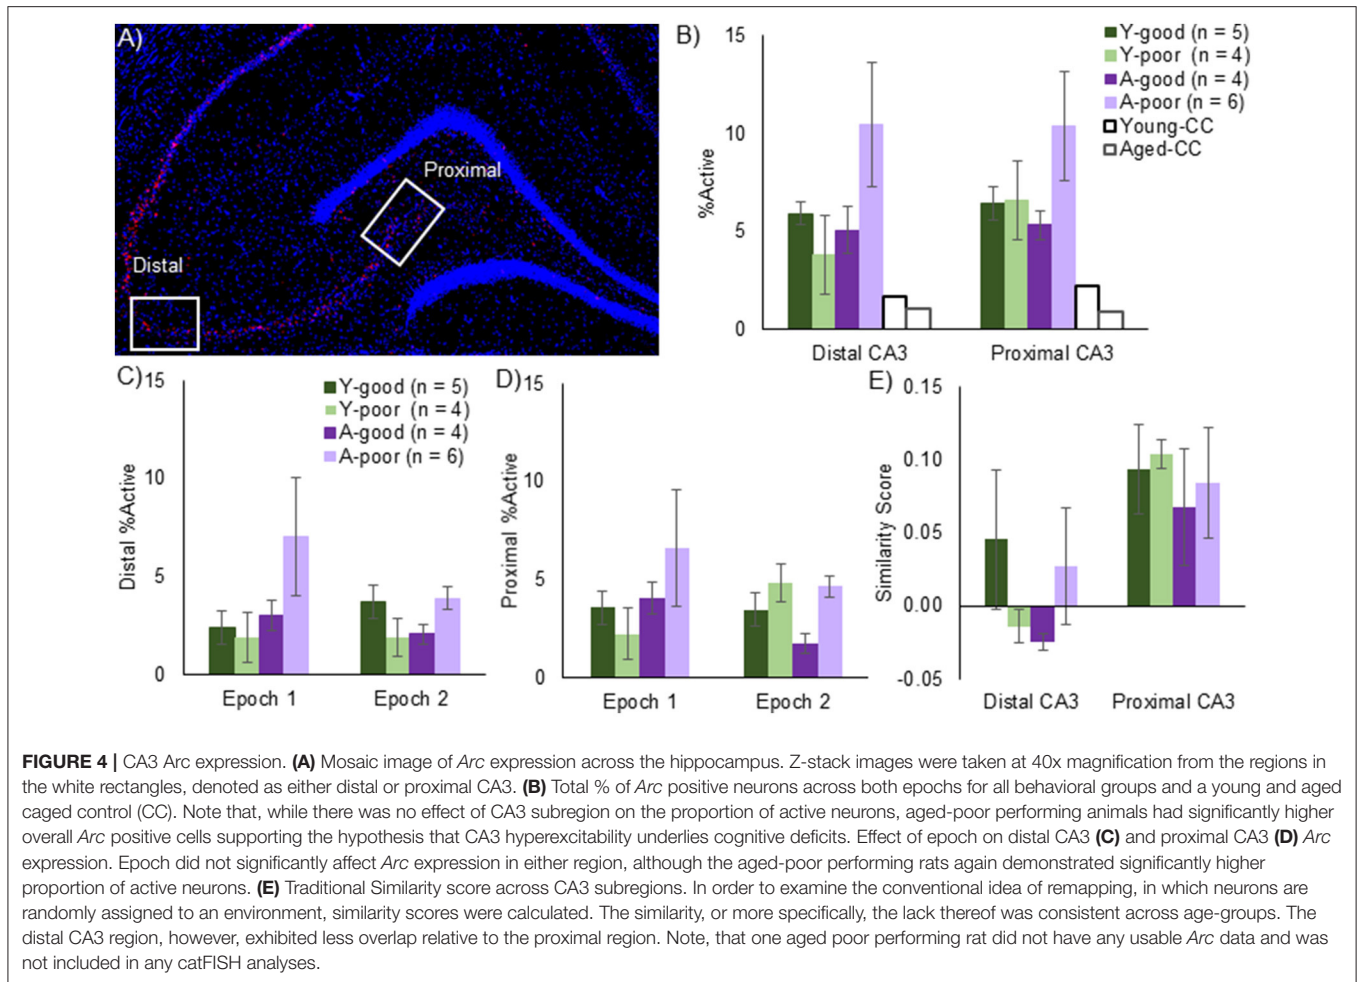 A)
Proximal
Distal
B)
15
10
5
0
%Active
Distal CA3
Proximal CA3
Y-good (n = 5)
Y-poor (n = 4)
A-good (n = 4)
A-poor (n = 6)
Young-CC
Aged-CC
C)
15
10
5
0
Distal %Active
Epoch 1
Epoch 2
Y-good (n = 5)
Y-poor (n = 4)
A-good (n = 4)
A-poor (n = 6)
D)
15
10
5
0
Proximal %Active
Epoch 1
Epoch 2
E)
0.15
0.10
0.05
0.00
-0.05
Similarity Score
Distal CA3
Proximal CA3
FIGURE 4 | CA3 Arc expression. (A) Mosaic image of Arc expression across the hippocampus. Z-stack images were taken at 40x magnification from the regions in
the white rectangles, denoted as either distal or proximal CA3. (B) Total % of Arc positive neurons across both epochs for all behavioral groups and a young and aged
caged control (CC). Note that, while there was no effect of CA3 subregion on the proportion of active neurons, aged-poor performing animals had significantly higher
overall Arc positive cells supporting the hypothesis that CA3 hyperexcitability underlies cognitive deficits. Effect of epoch on distal CA3 (C) and proximal CA3 (D) Arc
expression. Epoch did not significantly affect Arc expression in either region, although the aged-poor performing rats again demonstrated significantly higher
proportion of active neurons. (E) Traditional Similarity score across CA3 subregions. In order to examine the conventional idea of remapping, in which neurons are
randomly assigned to an environment, similarity scores were calculated. The similarity, or more specifically, the lack thereof was consistent across age-groups. The
distal CA3 region, however, exhibited less overlap relative to the proximal region. Note, that one aged poor performing rat did not have any usable Arc data and was
not included in any catFISH analyses.